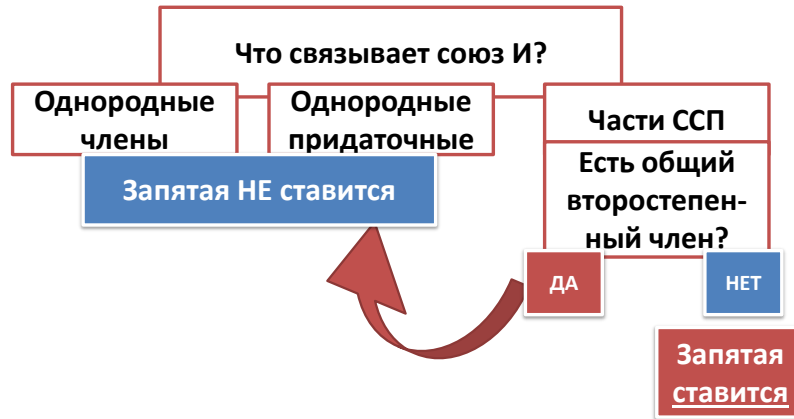 Что связывает союз И?
Однородные
члены
Однородные
придаточные
Части ССП
Запятая НЕ ставится
Есть общий
второстепен-
ный член?
ДА
НЕТ
Запятая
ставится